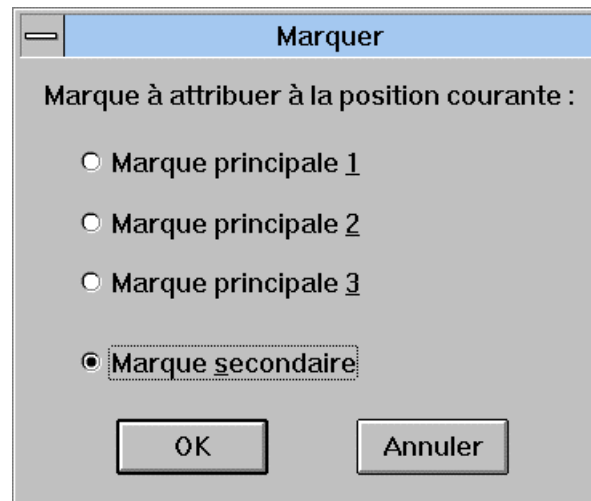 Marquer
Marque à attribuer à la position courante :
Marque principale 1
Marque principale 2
Marque principale 3
Marque secondaire
OK
Annuler